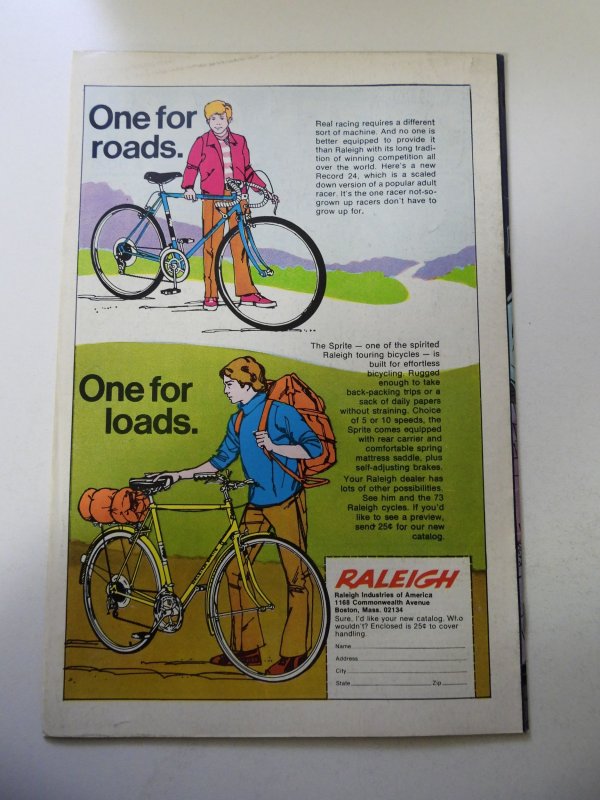 One for
roads.
Real racing requires a different
sort of machine. And no one is
better equipped to provide it
than Raleigh with its long tradi-
tion of winning competition all
over the world. Here's a new
Record 24, which is a scaled
down version of a popular adult
racer. It's the one racer not-so-
grown up racers don't have to
grow up for.
The Sprite — one of the spirited
Raleigh touring bicycles — is
built for effortless
bicycling. Rugged
enough to take
back-packing trips or a
sack of daily papers
without straining. Choice
of 5 or 10 speeds, the
Sprite comes equipped
with rear carrier and
comfortable spring
mattress saddle, plus
self-adjusting brakes.
Your Raleigh dealer has
lots of other possibilities.
See him and the 73
Raleigh cycles. If you'd
like to see a preview,
send 25¢ for our new
catalog.
One for
loads.
RALEIGH
Raleigh Industries of America
1168 Commonwealth Avenue
Boston, Mass. 02134
Sure, I'd like your new catalog. Who
wouldn't? Enclosed is 25¢ to cover
handling.
Name
Address
City
State Zip